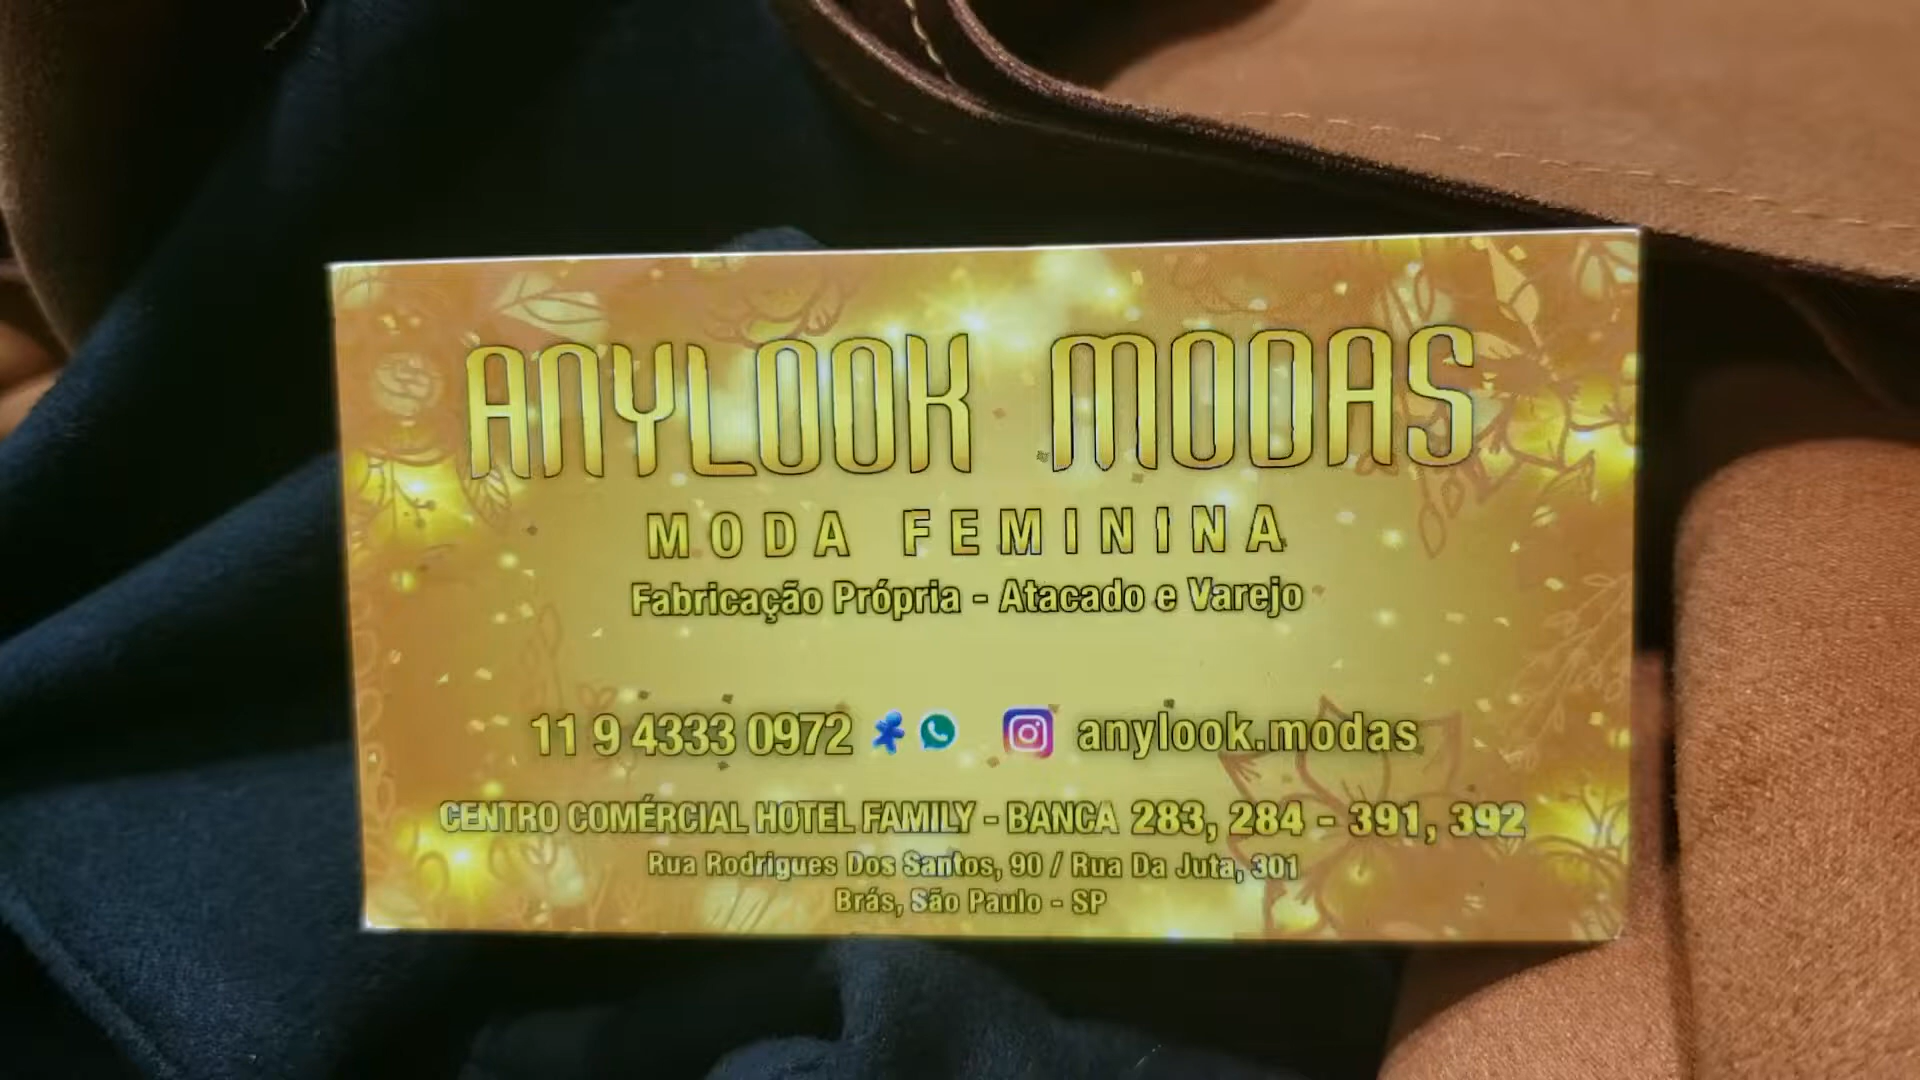 ANYLOOK MODAS
MODA FEMININA
Fabricação Própria - Atacado e Varejo
11 9 4333 0972 anylook.modas
CENTRO COMÉRCIAL HOTEL FAMILY - BANCA 283, 284 - 391, 392
Rua Rodrigues Dos Santos, 90 / Rua Da Juta, 301
Brás, São Paulo - SP